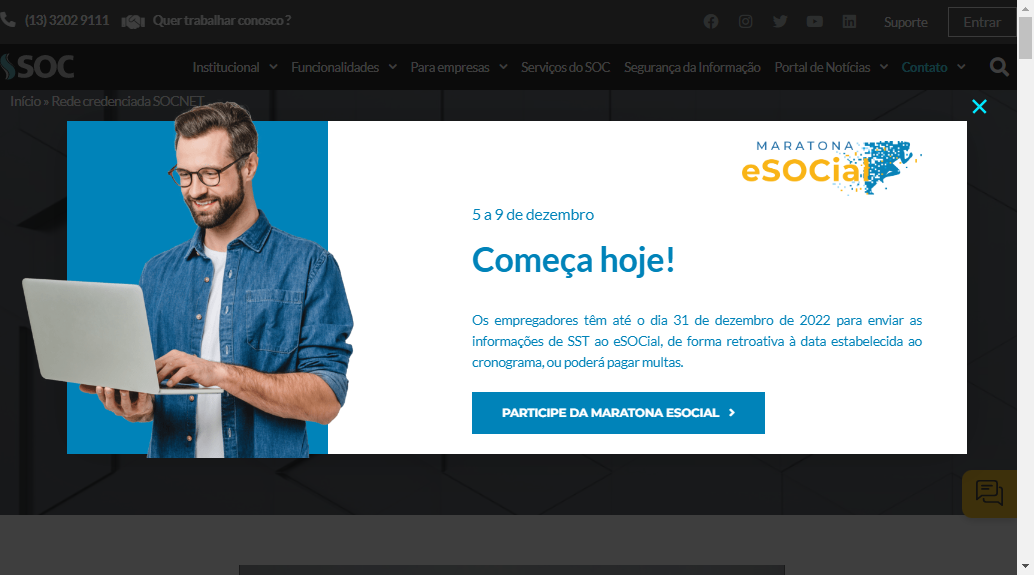 (13) 3202 9111 Quer trabalhar conosco ? Suporte Entrar
SOC Institucional Funcionalidades Para empresas Serviços do SOC Segurança da Informação Portal de Notícias Contato
Início » Rede credenciada SOCNET
MARATONA
eSOCial
5 a 9 de dezembro
Começa hoje!
Os empregadores têm até o dia 31 de dezembro de 2022 para enviar as
informações de SST ao eSOCial, de forma retroativa à data estabelecida ao
cronograma, ou poderá pagar multas.
PARTICIPE DA MARATONA ESOCIAL